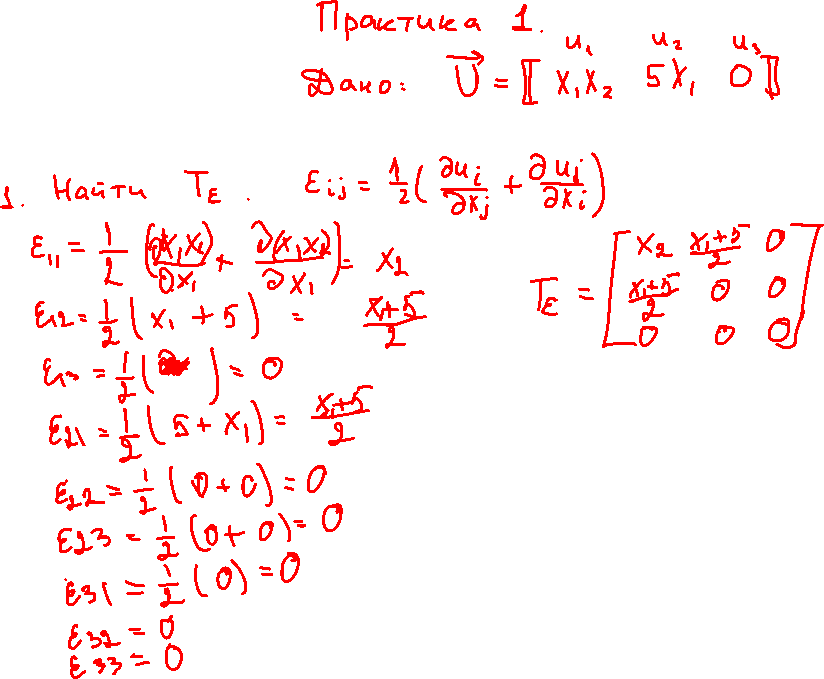 Практика 1.
u₁ u₂ u₃
Дано: U⃗ = ⟦ x₁x₂ 5x₁ 0 ⟧
1. Найти T_ε. ε_ij = 1/2 (∂u_i/∂x_j + ∂u_j/∂x_i)
ε₁₁ = 1/2 (∂x₁x₂/∂x₁ + ∂(x₁x₂)/∂x₁) = x₂
ε₁₂ = 1/2 (x₁ + 5) = (x₁+5)/2
ε₁₃ = 1/2 ( ) = 0
ε₂₁ = 1/2 (5 + x₁) = (x₁+5)/2
ε₂₂ = 1/2 (0+0) = 0
ε₂₃ = 1/2 (0+0) = 0
ε₃₁ = 1/2 (0) = 0
ε₃₂ = 0
ε₃₃ = 0
x₂ (x₁+5)/2 0
T_ε = (x₁+5)/2 0 0
0 0 0